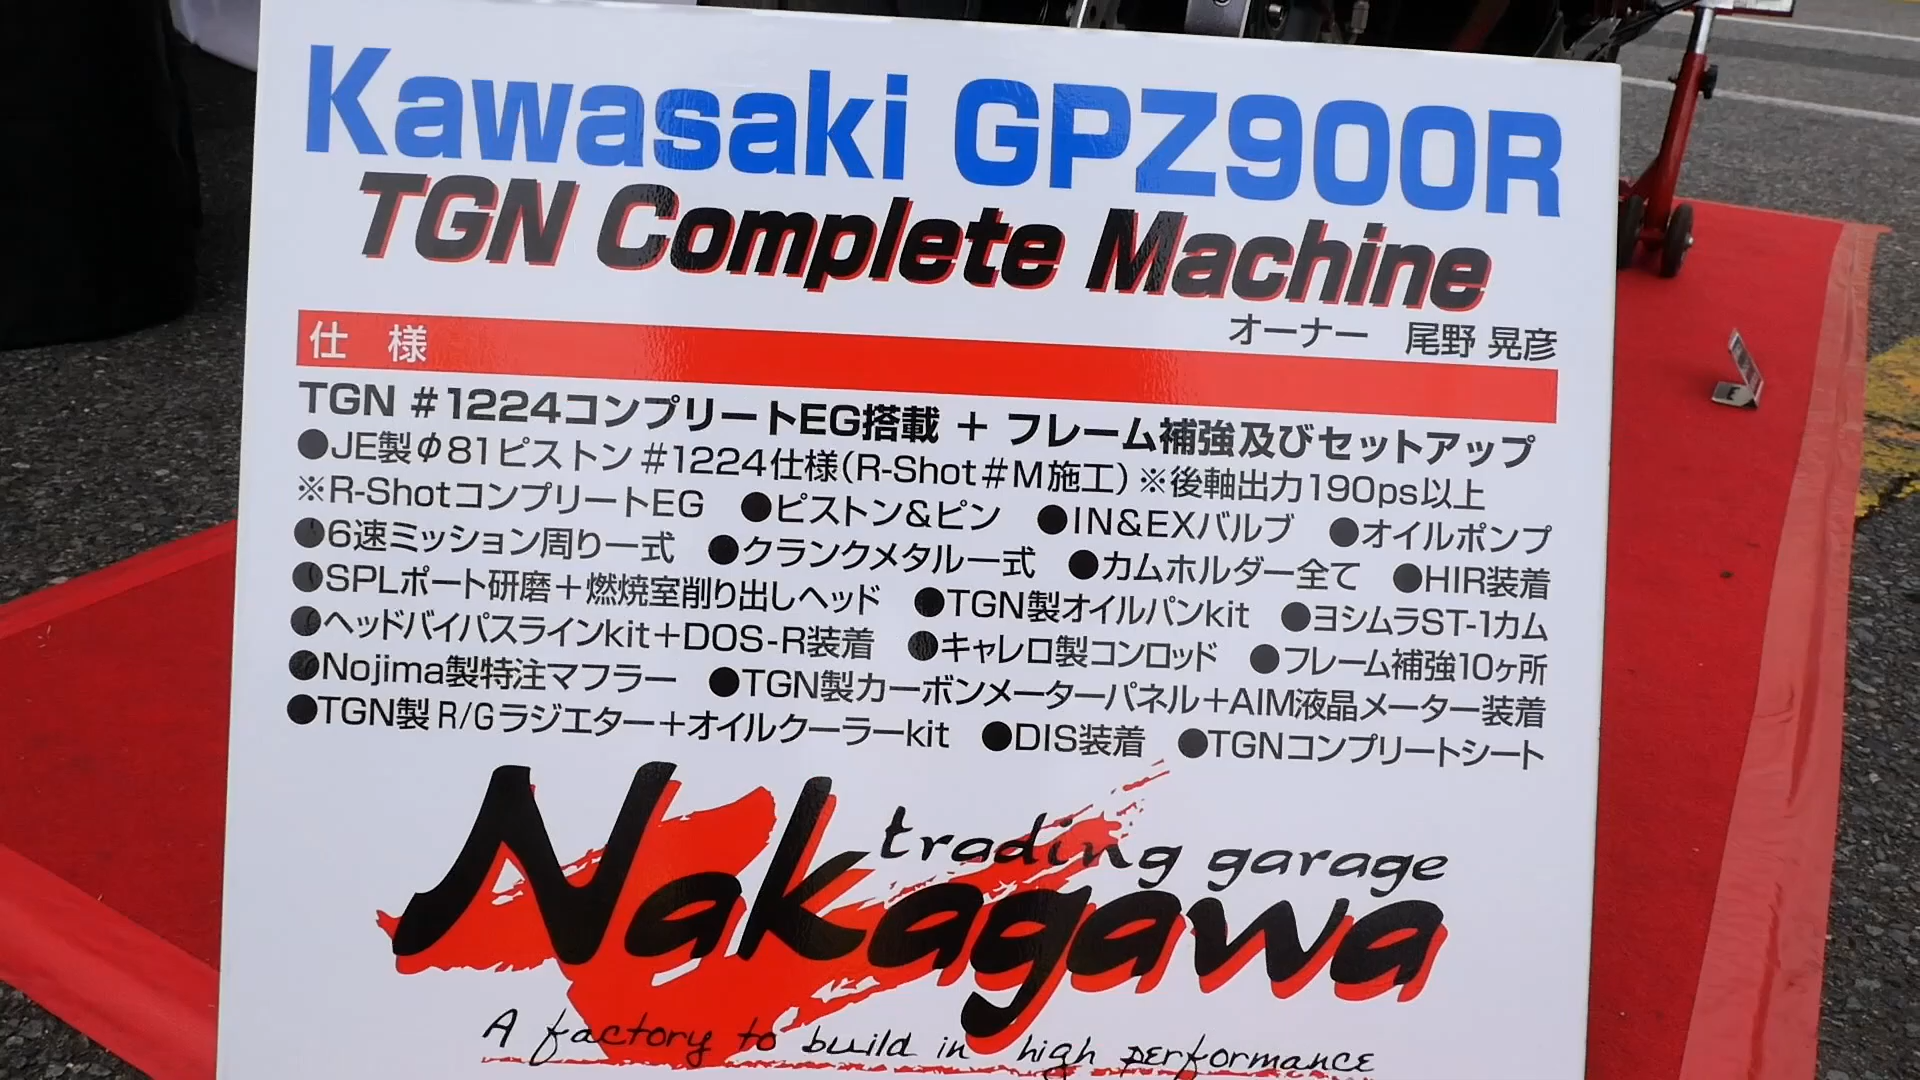 Kawasaki GPZ900R
TGN Complete Machine
オーナー 尾野 晃彦
仕 様
TGN #1224コンプリートEG搭載 + フレーム補強及びセットアップ
●JE製φ81ピストン #1224仕様(R-Shot#M施工) ※後軸出力190ps以上
※R-ShotコンプリートEG ●ピストン&ピン ●IN&EXバルブ ●オイルポンプ
●6速ミッション周り一式 ●クランクメタル一式 ●カムホルダー全て ●HIR装着
●SPLポート研磨+燃焼室削り出しヘッド ●TGN製オイルパンkit ●ヨシムラST-1カム
●ヘッドバイパスラインkit+DOS-R装着 ●キャレロ製コンロッド ●フレーム補強10ヶ所
●Nojima製特注マフラー ●TGN製カーボンメーターパネル+AIM液晶メーター装着
●TGN製 R/Gラジエター+オイルクーラーkit ●DIS装着 ●TGNコンプリートシート
trading garage
Nakagawa
A factory to build in high performance